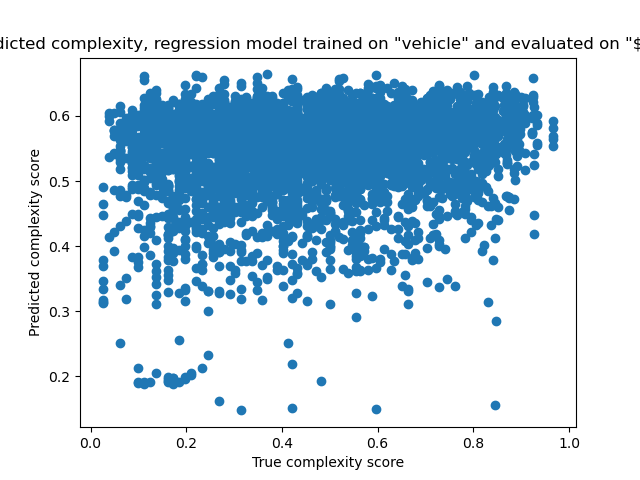 dicted complexity, regression model trained on "vehicle" and evaluated on "$
0.6
0.5
0.4
0.3
0.2
Predicted complexity score
0.0 0.2 0.4 0.6 0.8 1.0
True complexity score